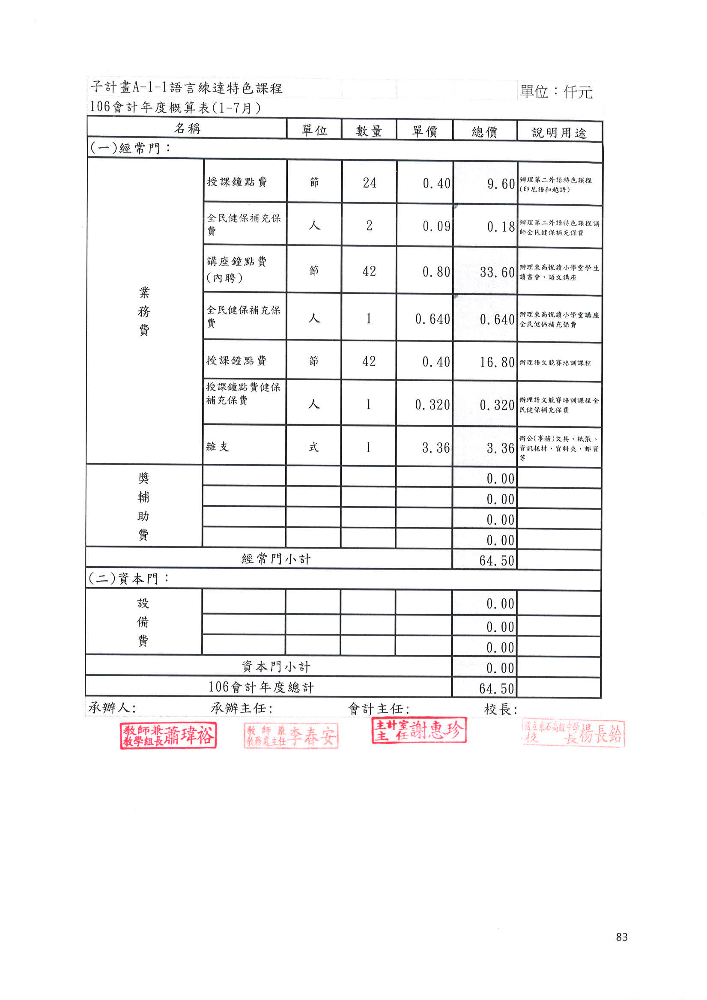 子計畫A-1-1語言練達特色課程
單位：仟元
106會計年度概算表(1-7月)
名稱 單位 數量 單價 總價 說明用途
(一)經常門：
業務費
授課鐘點費 節 24 0.40 9.60 辦理第二外語特色課程
(印尼語和越語)
全民健保補充保
費 人 2 0.09 0.18 辦理第二外語特色課程講
師全民健保補充保費
講座鐘點費
(內聘) 節 42 0.80 33.60 辦理東高悅讀小學堂學生
讀書會、語文講座
全民健保補充保
費 人 1 0.640 0.640 辦理東高悅讀小學堂講座
全民健保補充保費
授課鐘點費 節 42 0.40 16.80 辦理語文競賽培訓課程
授課鐘點費健保
補充保費 人 1 0.320 0.320 辦理語文競賽培訓課程全
民健保補充保費
雜支 式 1 3.36 3.36 辦公(事務)文具、紙張、
資訊耗材、資料夾、郵資
等
獎輔助費
0.00
0.00
0.00
0.00
經常門小計 64.50
(二)資本門：
設備費
0.00
0.00
0.00
資本門小計 0.00
106會計年度總計 64.50
承辦人: 承辦主任: 會計主任: 校長:
教師兼
教學組長蕭瑋裕
教師兼
教務處主任李春安
主計室
主任謝惠珍
國立東石高級中學
校長楊長鈶
83